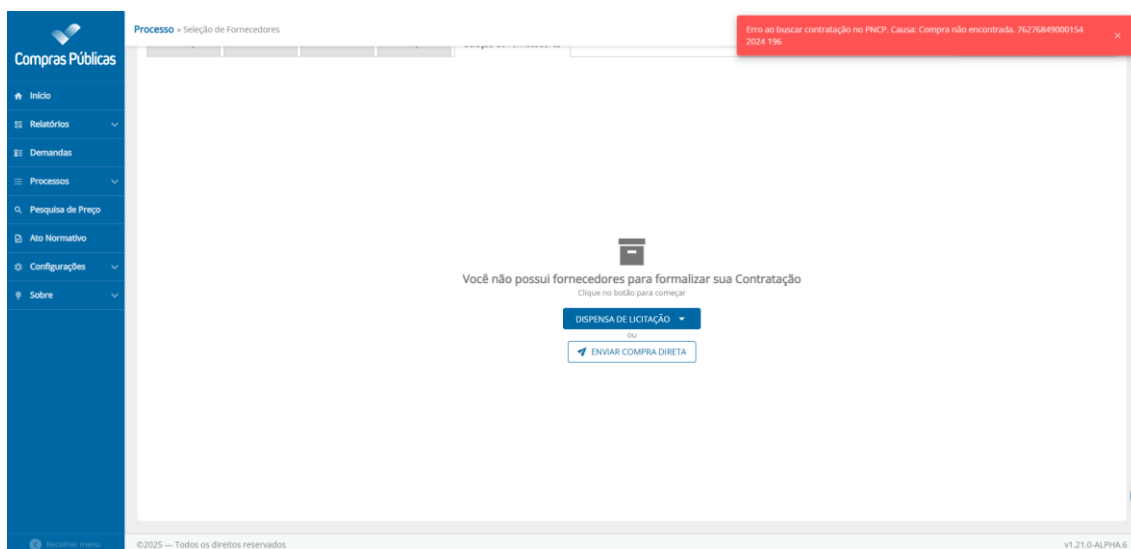 Compras Públicas
Início
Relatórios
Demandas
Processos
Pesquisa de Preço
Ato Normativo
Configurações
Sobre
Recolher menu
Processo » Seleção de Fornecedores
Erro ao buscar contratação no PNCP. Causa: Compra não encontrada. 76276849000154
2024 196
×
Você não possui fornecedores para formalizar sua Contratação
Clique no botão para começar
DISPENSA DE LICITAÇÃO
ou
ENVIAR COMPRA DIRETA
©2025 — Todos os direitos reservados
v1.21.0-ALPHA.6